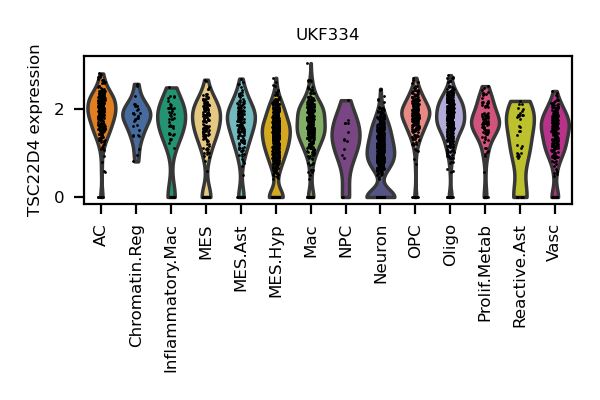 UKF334
TSC22D4 expression
2
0
AC
Chromatin.Reg
Inflammatory.Mac
MES
MES.Ast
MES.Hyp
Mac
NPC
Neuron
OPC
Oligo
Prolif.Metab
Reactive.Ast
Vasc